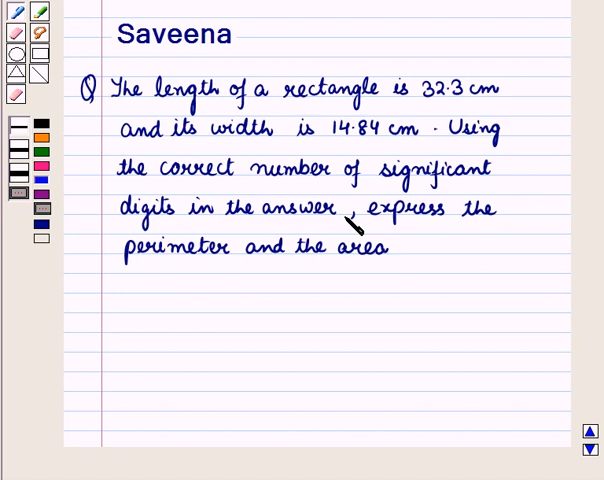 Saveena
Q The length of a rectangle is 32.3 cm
and its width is 14.84 cm. Using
the correct number of significant
digits in the answer, express the
perimeter and the area